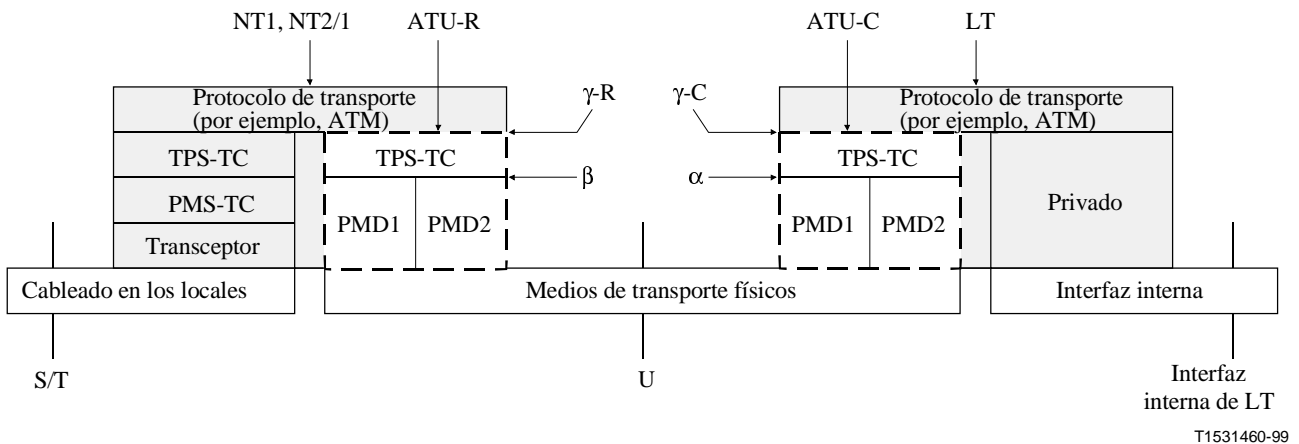 NT1, NT2/1
ATU-R
ATU-C
LT
Protocolo de transporte
(por ejemplo, ATM)
γ-R
γ-C
Protocolo de transporte
(por ejemplo, ATM)
TPS-TC
TPS-TC
β
α
TPS-TC
PMS-TC
PMD1
PMD2
PMD1
PMD2
Privado
Transceptor
Cableado en los locales
Medios de transporte físicos
Interfaz interna
S/T
U
Interfaz
interna de LT
T1531460-99